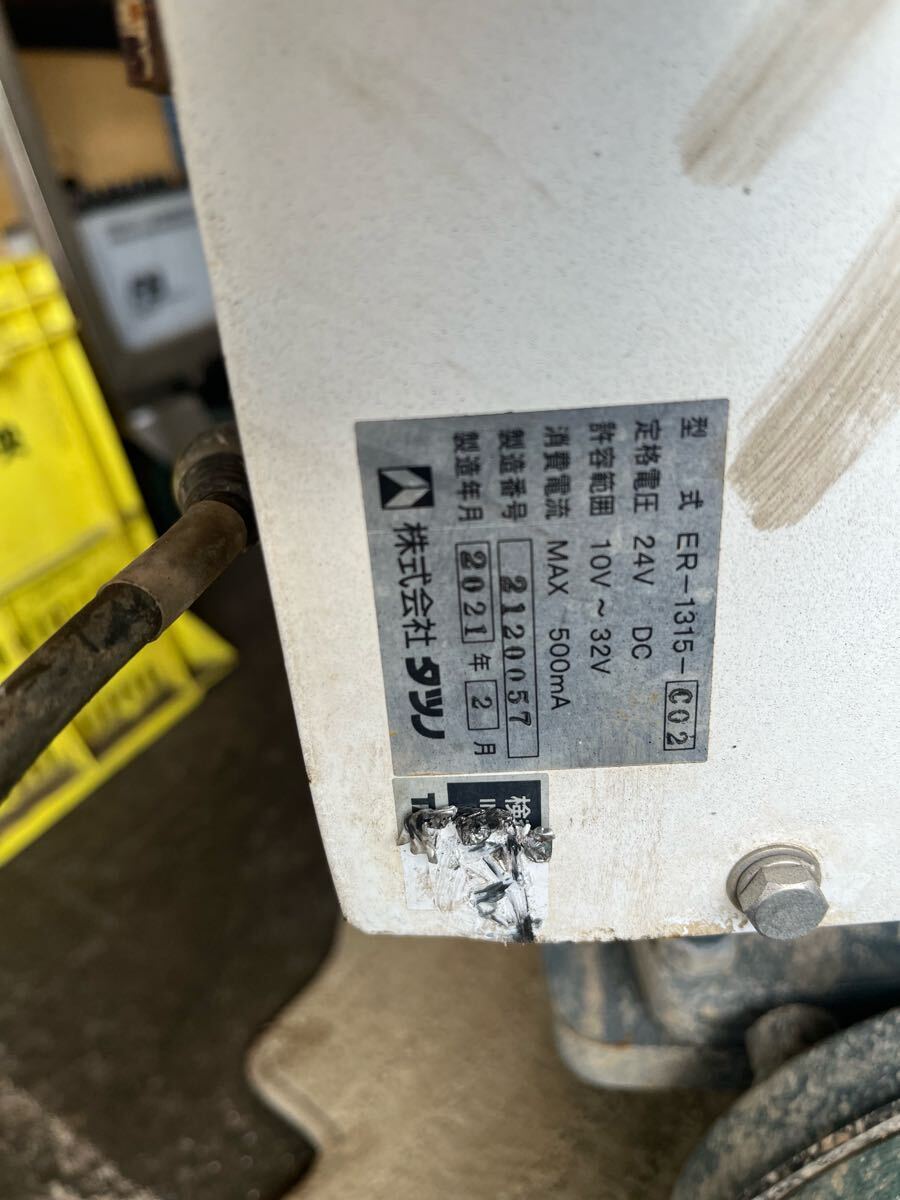 型式 ER-1315-C02
定格電圧 24V DC
許容範囲 10V～32V
消費電流 MAX 500mA
製造番号 2120057
製造年月 2021年2月
株式会社タツノ
検